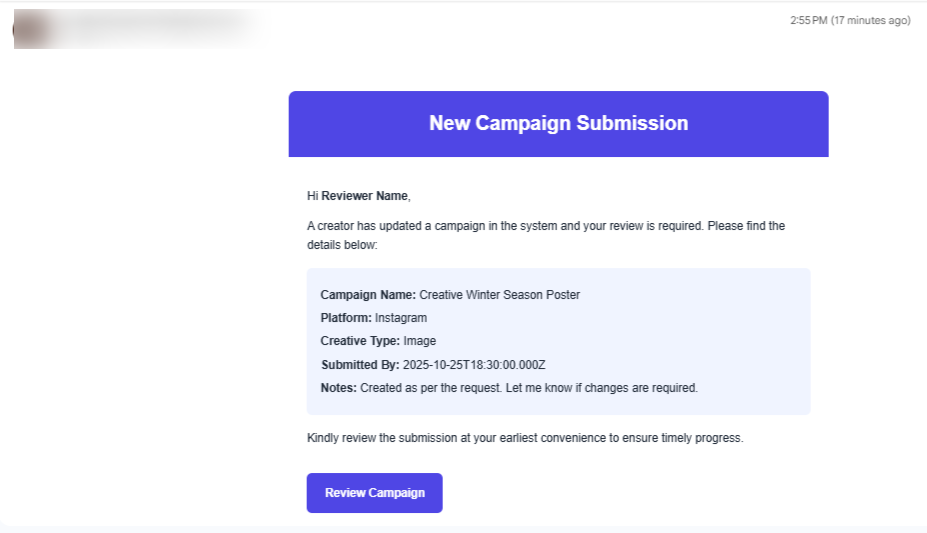 2:55 PM (17 minutes ago)
New Campaign Submission
Hi Reviewer Name,
A creator has updated a campaign in the system and your review is required. Please find the
details below:
Campaign Name: Creative Winter Season Poster
Platform: Instagram
Creative Type: Image
Submitted By: 2025-10-25T18:30:00.000Z
Notes: Created as per the request. Let me know if changes are required.
Kindly review the submission at your earliest convenience to ensure timely progress.
Review Campaign